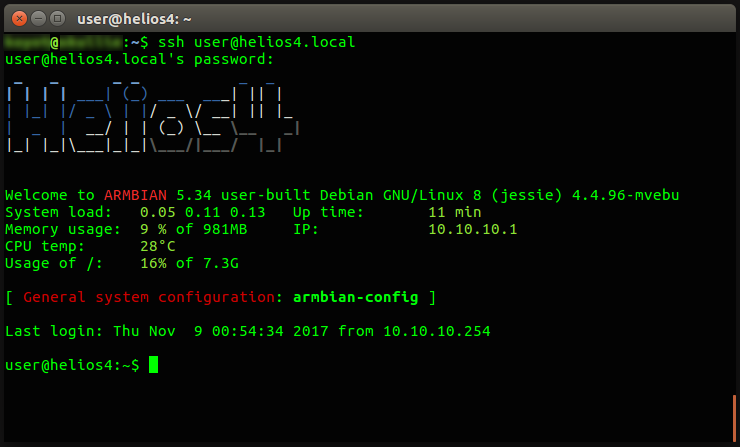 user@helios4: ~
@:~$ ssh user@helios4.local
user@helios4.local's password:
Helios4
Welcome to ARMBIAN 5.34 user-built Debian GNU/Linux 8 (jessie) 4.4.96-mvebu
System load:   0.05 0.11 0.13   Up time:       11 min
Memory usage:  9 % of 981MB     IP:            10.10.10.1
CPU temp:      28°C
Usage of /:    16% of 7.3G
[ General system configuration: armbian-config ]
Last login: Thu Nov  9 00:54:34 2017 from 10.10.10.254
user@helios4:~$